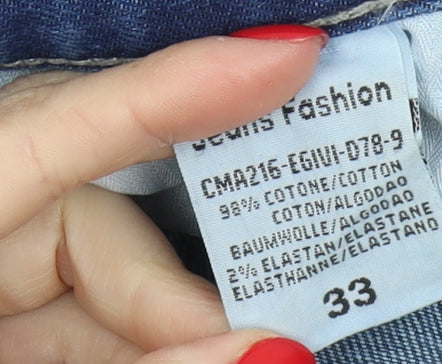 Jeans Fashion
CMA216-EGIUI-D78-9
98% COTONE/COTTON
COTON/ALGODAO
BAUMWOLLE/ALGODAO
2% ELASTAN/ELASTANE
ELASTHANNE/ELASTANO
33